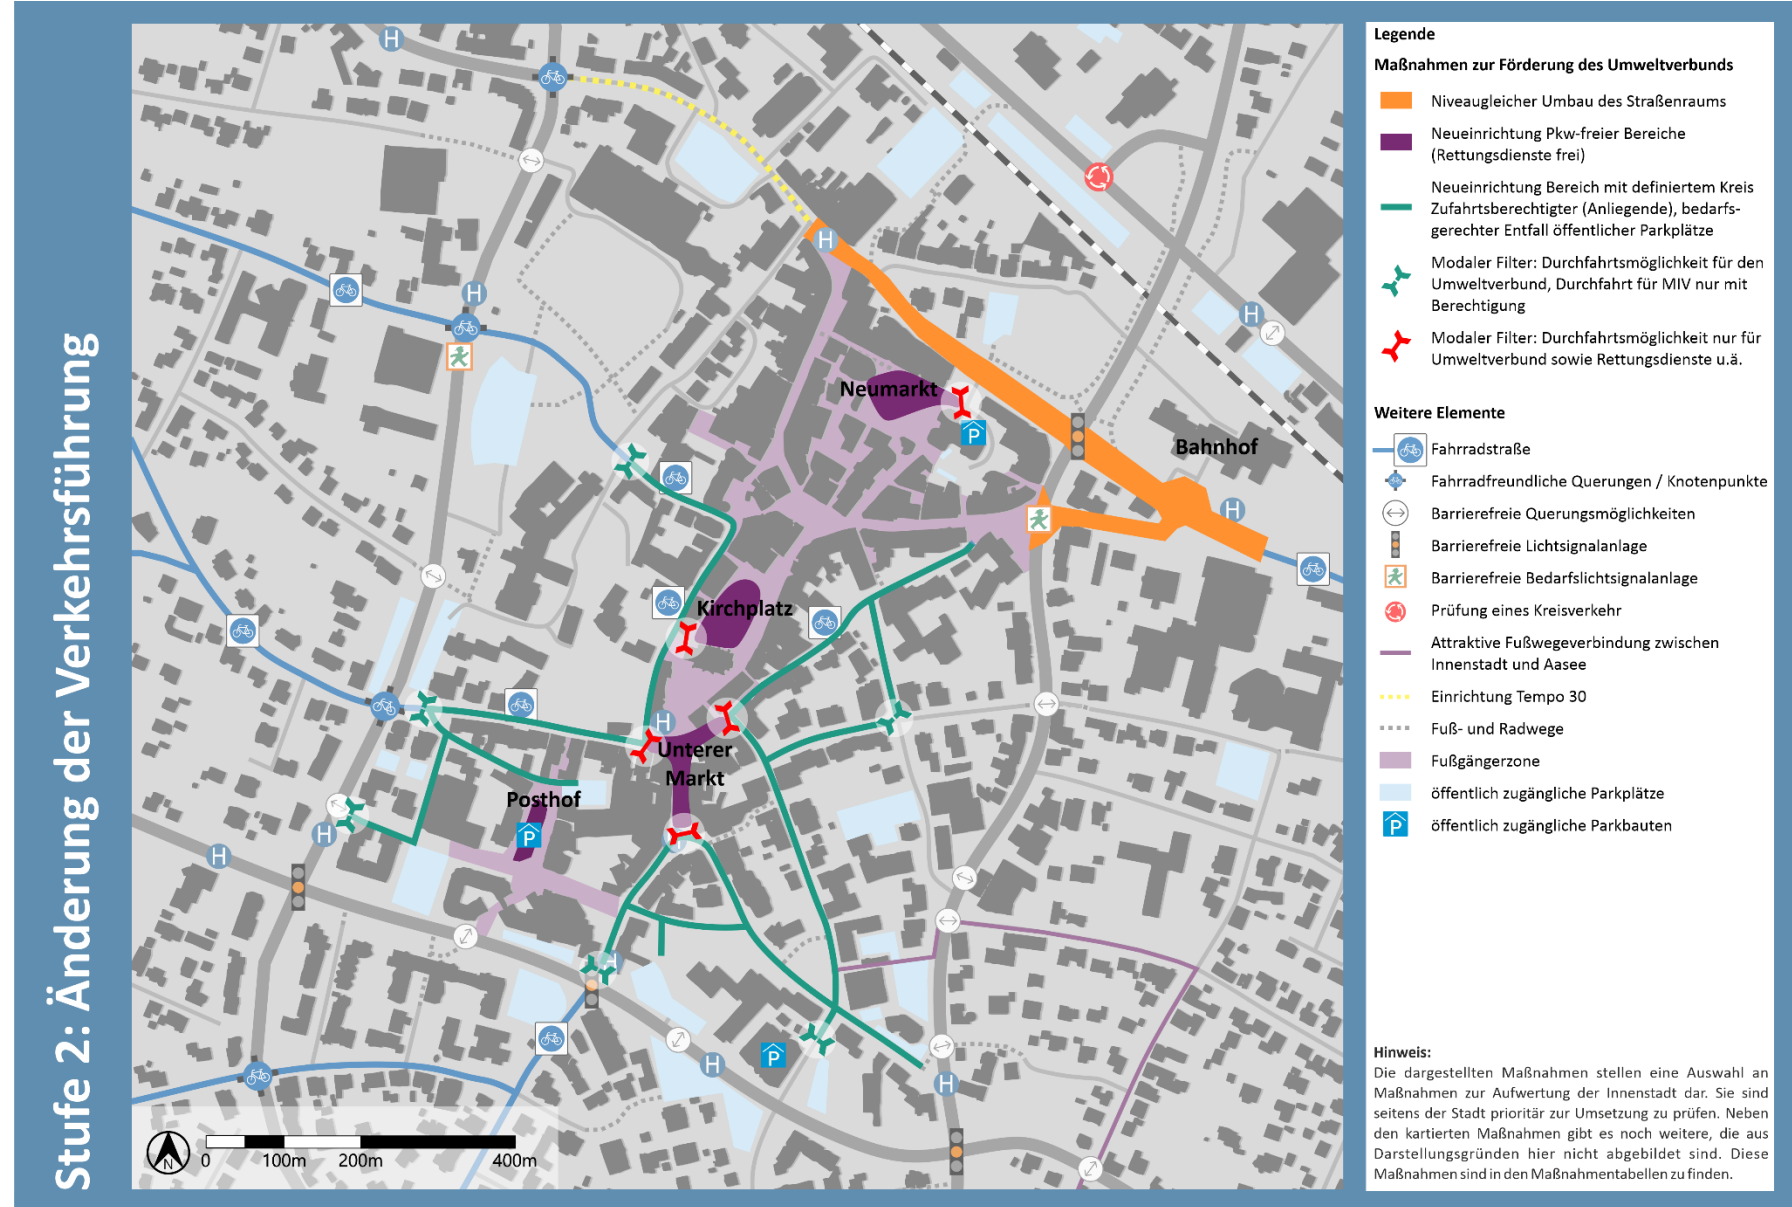 Stufe 2: Änderung der Verkehrsführung
H
H
H
H
H
Neumarkt
P
Bahnhof
H
Kirchplatz
H
Unterer
Markt
Posthof
P
H
H
H
P
H
H
N
0
100m
200m
400m
Legende
Maßnahmen zur Förderung des Umweltverbunds
Niveaugleicher Umbau des Straßenraums
Neueinrichtung Pkw-freier Bereiche
(Rettungsdienste frei)
Neueinrichtung Bereich mit definiertem Kreis
Zufahrtsberechtigter (Anliegende), bedarfs-
gerechter Entfall öffentlicher Parkplätze
Modaler Filter: Durchfahrtsmöglichkeit für den
Umweltverbund, Durchfahrt für MIV nur mit
Berechtigung
Modaler Filter: Durchfahrtsmöglichkeit nur für
Umweltverbund sowie Rettungsdienste u.ä.
Weitere Elemente
Fahrradstraße
Fahrradfreundliche Querungen / Knotenpunkte
Barrierefreie Querungsmöglichkeiten
Barrierefreie Lichtsignalanlage
Barrierefreie Bedarfslichtsignalanlage
Prüfung eines Kreisverkehr
Attraktive Fußwegeverbindung zwischen
Innenstadt und Aasee
Einrichtung Tempo 30
Fuß- und Radwege
Fußgängerzone
öffentlich zugängliche Parkplätze
P öffentlich zugängliche Parkbauten
Hinweis:
Die dargestellten Maßnahmen stellen eine Auswahl an
Maßnahmen zur Aufwertung der Innenstadt dar. Sie sind
seitens der Stadt prioritär zur Umsetzung zu prüfen. Neben
den kartierten Maßnahmen gibt es noch weitere, die aus
Darstellungsgründen hier nicht abgebildet sind. Diese
Maßnahmen sind in den Maßnahmentabellen zu finden.